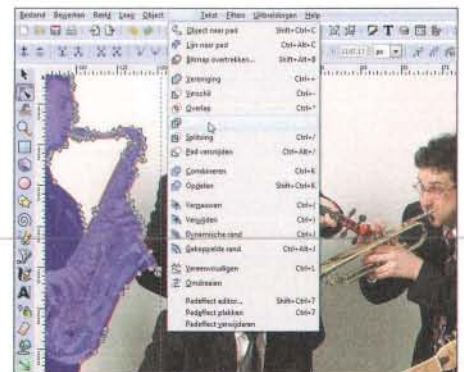 Bestand Bewerken Beeld Laag Object Tekst Filters Uitbreidingen Help
Object naar pad Shift+Ctrl+C
Lijn naar pad Ctrl+Alt+C
Bitmap overtrekken... Shift+Alt+B
Vereniging Ctrl++
Verschil Ctrl+-
Overlap Ctrl+*
Splitsing Ctrl+/
Pad versnijden Ctrl+Alt+/
Combineren Ctrl+K
Opdelen Shift+Ctrl+K
Vergauwen Ctrl+(
Verwijden Ctrl+)
Dynamische rand Ctrl+J
Gekoppelde rand Ctrl+Alt+J
Vereenvoudigen Ctrl+L
Omdraaien
Padeffect editor... Shift+Ctrl+7
Padeffect plakken Ctrl+7
Padeffect verwijderen